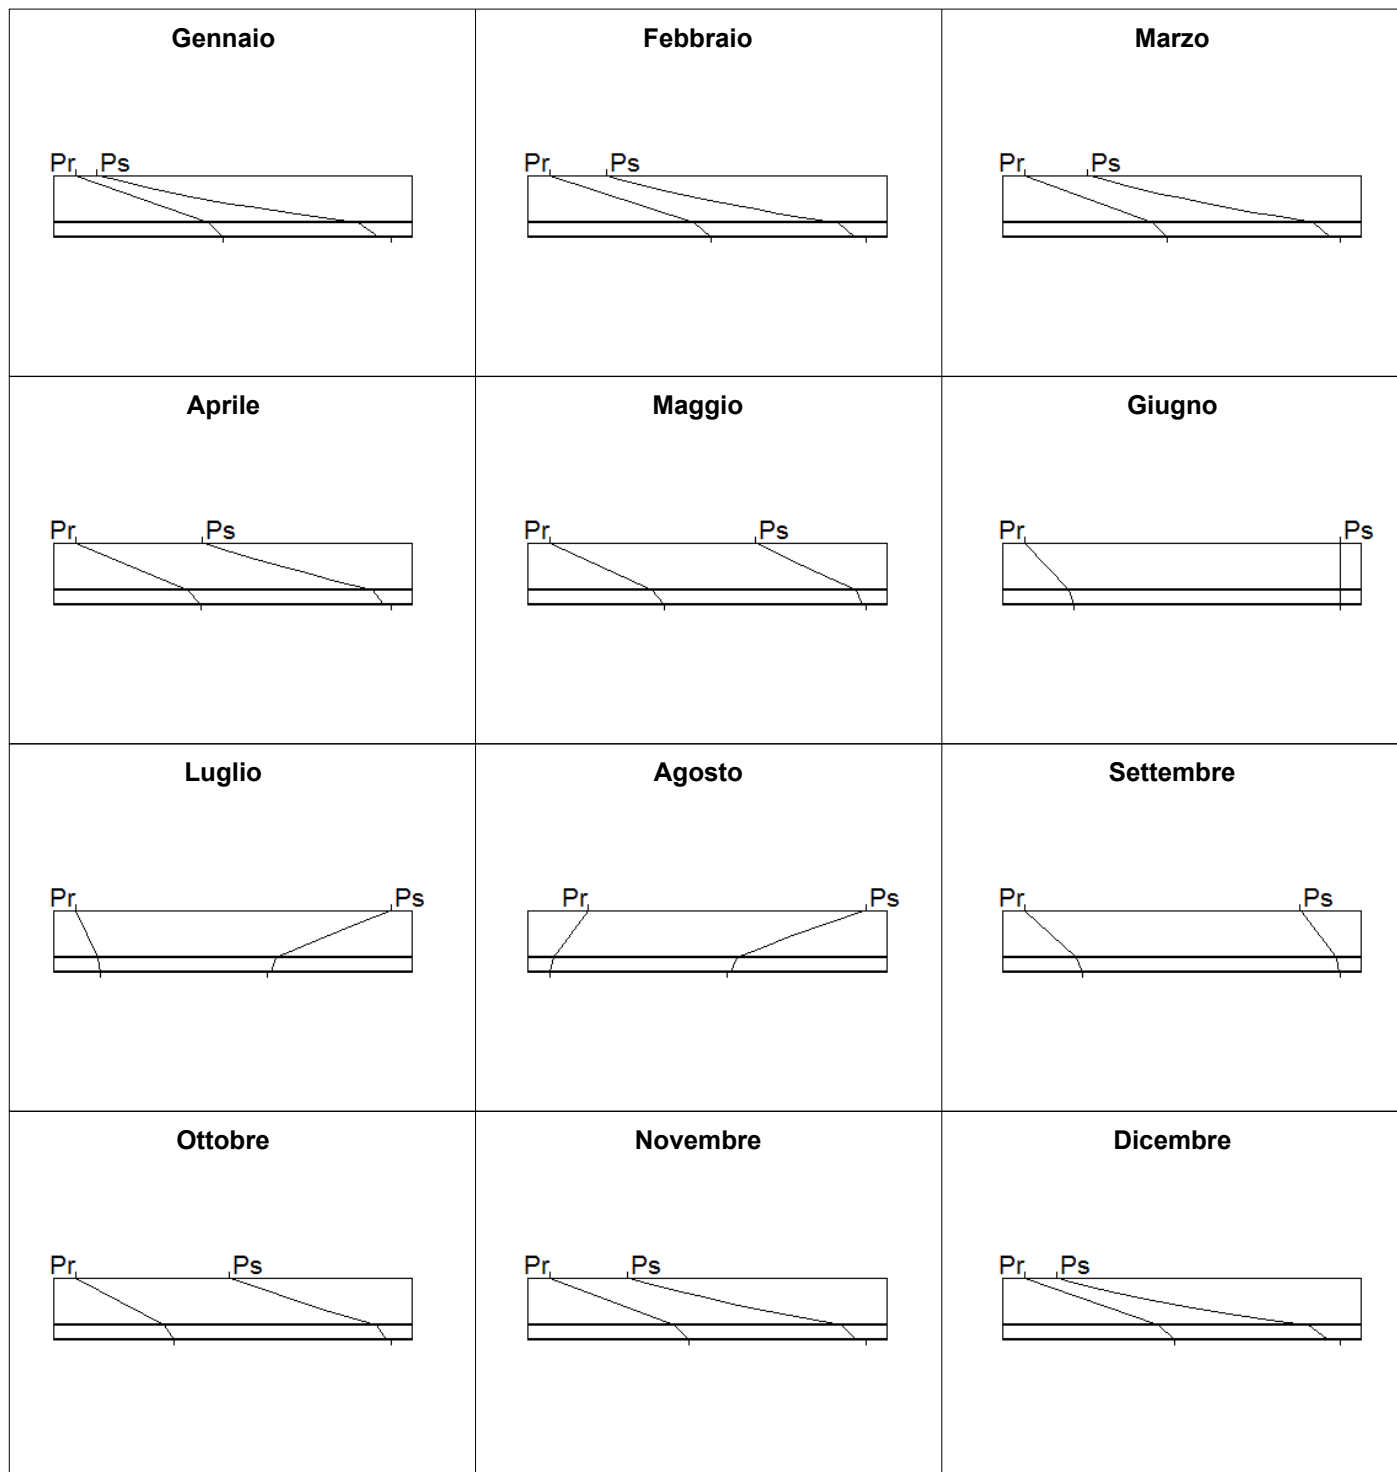 Gennaio Febbraio Marzo
Pr Ps Pr Ps Pr Ps
Aprile Maggio Giugno
Pr Ps Pr Ps Pr Ps
Luglio Agosto Settembre
Pr Ps Pr Ps Pr Ps
Ottobre Novembre Dicembre
Pr Ps Pr Ps Pr Ps